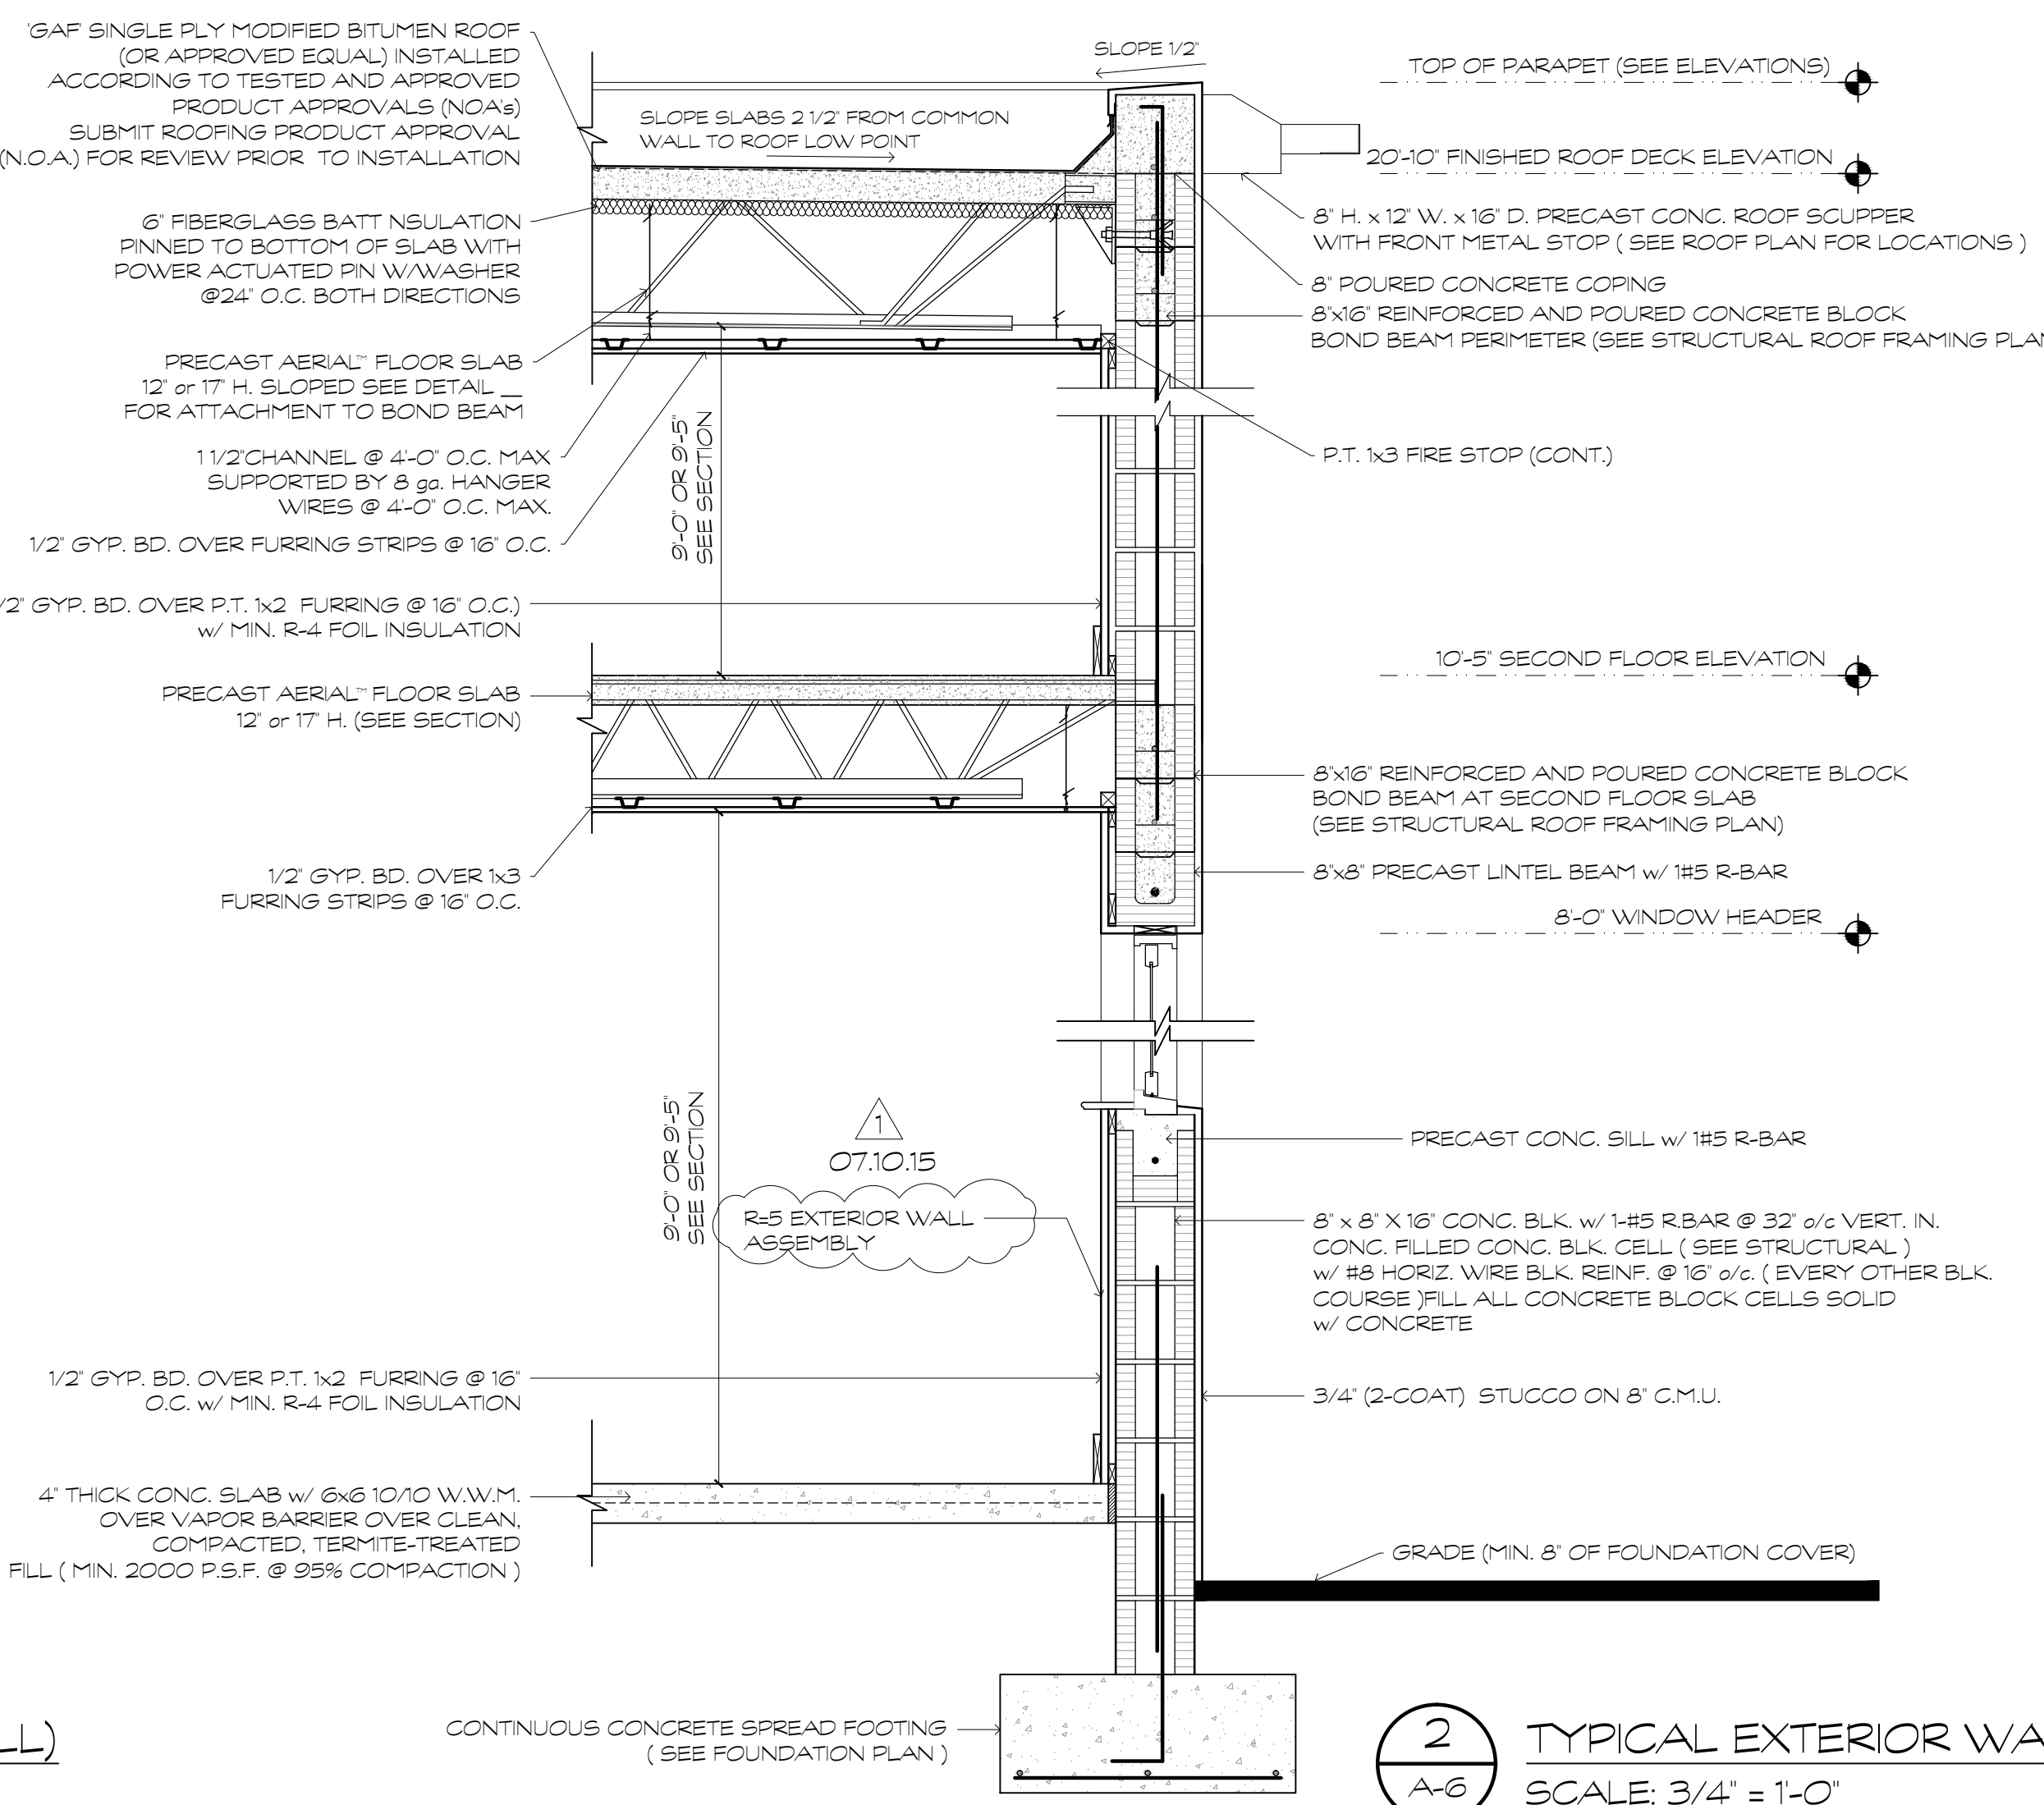 'GAF' SINGLE PLY MODIFIED BITUMEN ROOF
(OR APPROVED EQUAL) INSTALLED
ACCORDING TO TESTED AND APPROVED
PRODUCT APPROVALS (NOA's)
SUBMIT ROOFING PRODUCT APPROVAL
(N.O.A.) FOR REVIEW PRIOR TO INSTALLATION
6" FIBERGLASS BATT NSULATION
PINNED TO BOTTOM OF SLAB WITH
POWER ACTUATED PIN W/WASHER
@24" O.C. BOTH DIRECTIONS
PRECAST AERIAL™ FLOOR SLAB
12" or 17" H. SLOPED SEE DETAIL __
FOR ATTACHMENT TO BOND BEAM
1 1/2"CHANNEL @ 4'-0" O.C. MAX
SUPPORTED BY 8 ga. HANGER
WIRES @ 4'-0" O.C. MAX.
1/2" GYP. BD. OVER FURRING STRIPS @ 16" O.C.
/2" GYP. BD. OVER P.T. 1x2 FURRING @ 16" O.C.)
w/ MIN. R-4 FOIL INSULATION
PRECAST AERIAL™ FLOOR SLAB
12" or 17" H. (SEE SECTION)
1/2" GYP. BD. OVER 1x3
FURRING STRIPS @ 16" O.C.
1/2" GYP. BD. OVER P.T. 1x2 FURRING @ 16"
O.C. w/ MIN. R-4 FOIL INSULATION
4" THICK CONC. SLAB w/ 6x6 10/10 W.W.M.
OVER VAPOR BARRIER OVER CLEAN,
COMPACTED, TERMITE-TREATED
FILL ( MIN. 2000 P.S.F. @ 95% COMPACTION )
CONTINUOUS CONCRETE SPREAD FOOTING
( SEE FOUNDATION PLAN )
LL)
SLOPE 1/2"
SLOPE SLABS 2 1/2" FROM COMMON
WALL TO ROOF LOW POINT
9'-0" OR 9'-5"
SEE SECTION
9'-0" OR 9'-5"
SEE SECTION
1
07.10.15
R=5 EXTERIOR WALL
ASSEMBLY
TOP OF PARAPET (SEE ELEVATIONS)
20'-10" FINISHED ROOF DECK ELEVATION
8" H. x 12" W. x 16" D. PRECAST CONC. ROOF SCUPPER
WITH FRONT METAL STOP ( SEE ROOF PLAN FOR LOCATIONS )
8" POURED CONCRETE COPING
8"x16" REINFORCED AND POURED CONCRETE BLOCK
BOND BEAM PERIMETER (SEE STRUCTURAL ROOF FRAMING PLAN
P.T. 1x3 FIRE STOP (CONT.)
10'-5" SECOND FLOOR ELEVATION
8"x16" REINFORCED AND POURED CONCRETE BLOCK
BOND BEAM AT SECOND FLOOR SLAB
(SEE STRUCTURAL ROOF FRAMING PLAN)
8"x8" PRECAST LINTEL BEAM w/ 1#5 R-BAR
8'-0" WINDOW HEADER
PRECAST CONC. SILL w/ 1#5 R-BAR
8" x 8" X 16" CONC. BLK. w/ 1-#5 R.BAR @ 32" o/c VERT. IN.
CONC. FILLED CONC. BLK. CELL ( SEE STRUCTURAL )
w/ #8 HORIZ. WIRE BLK. REINF. @ 16" o/c. ( EVERY OTHER BLK.
COURSE )FILL ALL CONCRETE BLOCK CELLS SOLID
w/ CONCRETE
3/4" (2-COAT) STUCCO ON 8" C.M.U.
GRADE (MIN. 8" OF FOUNDATION COVER)
2
A-6
TYPICAL EXTERIOR WA
SCALE: 3/4" = 1'-0"